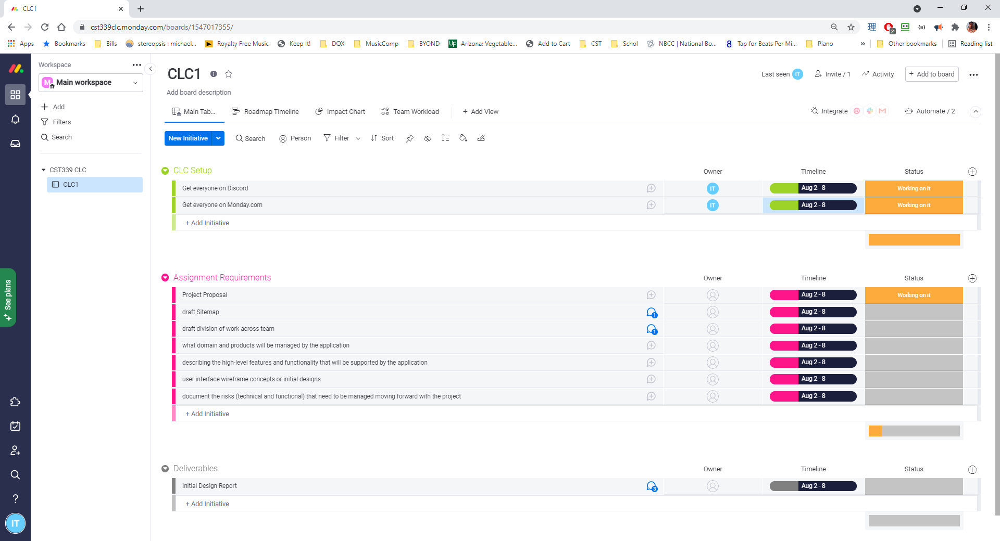 CLC1
cst339clc.monday.com/boards/1547017355/
理
2
Apps Bookmarks Bills stereopsis : michael... Royalty Free Music Keep It! DQX MusicComp BYOND UF Arizona: Vegetable... Add to Cart CST Schol NBCC | National Bo... 8 Tap for Beats Per Mi... Piano » Other bookmarks Reading list
Workspace
M Main workspace
+ Add
Filters
Search
CST339 CLC
CLC1
See plans
?
IT
CLC1
Last seen IT Invite / 1 Activity + Add to board
Add board description
Main Tab... Roadmap Timeline Impact Chart Team Workload + Add View Integrate Automate / 2
New Initiative Search Person Filter Sort
CLC Setup Owner Timeline Status
Get everyone on Discord IT Aug 2 - 8 Working on it
Get everyone on Monday.com IT Aug 2 - 8 Working on it
+ Add Initiative
Assignment Requirements Owner Timeline Status
Project Proposal Aug 2 - 8 Working on it
draft Sitemap 1 Aug 2 - 8
draft division of work across team 1 Aug 2 - 8
what domain and products will be managed by the application Aug 2 - 8
describing the high-level features and functionality that will be supported by the application Aug 2 - 8
user interface wireframe concepts or initial designs Aug 2 - 8
document the risks (technical and functional) that need to be managed moving forward with the project Aug 2 - 8
+ Add Initiative
Deliverables Owner Timeline Status
Initial Design Report 3 Aug 2 - 8
+ Add Initiative